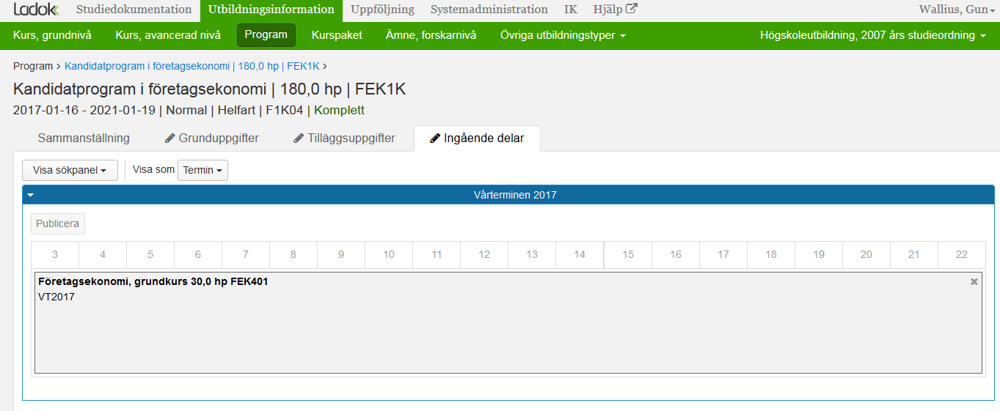 Ladok Studiedokumentation Utbildningsinformation Uppföljning Systemadministration IK Hjälp Wallius, Gun
Kurs, grundnivå Kurs, avancerad nivå Program Kurspaket Ämne, forskarnivå Övriga utbildningstyper Högskoleutbildning, 2007 års studieordning
Program > Kandidatprogram i företagsekonomi | 180,0 hp | FEK1K >
Kandidatprogram i företagsekonomi | 180,0 hp | FEK1K
2017-01-16 - 2021-01-19 | Normal | Helfart | F1K04 | Komplett
Sammanställning Grunduppgifter Tilläggsuppgifter Ingående delar
Visa sökpanel Visa som Termin
Vårterminen 2017
Publicera
3 4 5 6 7 8 9 10 11 12 13 14 15 16 17 18 19 20 21 22
Företagsekonomi, grundkurs 30,0 hp FEK401
VT2017